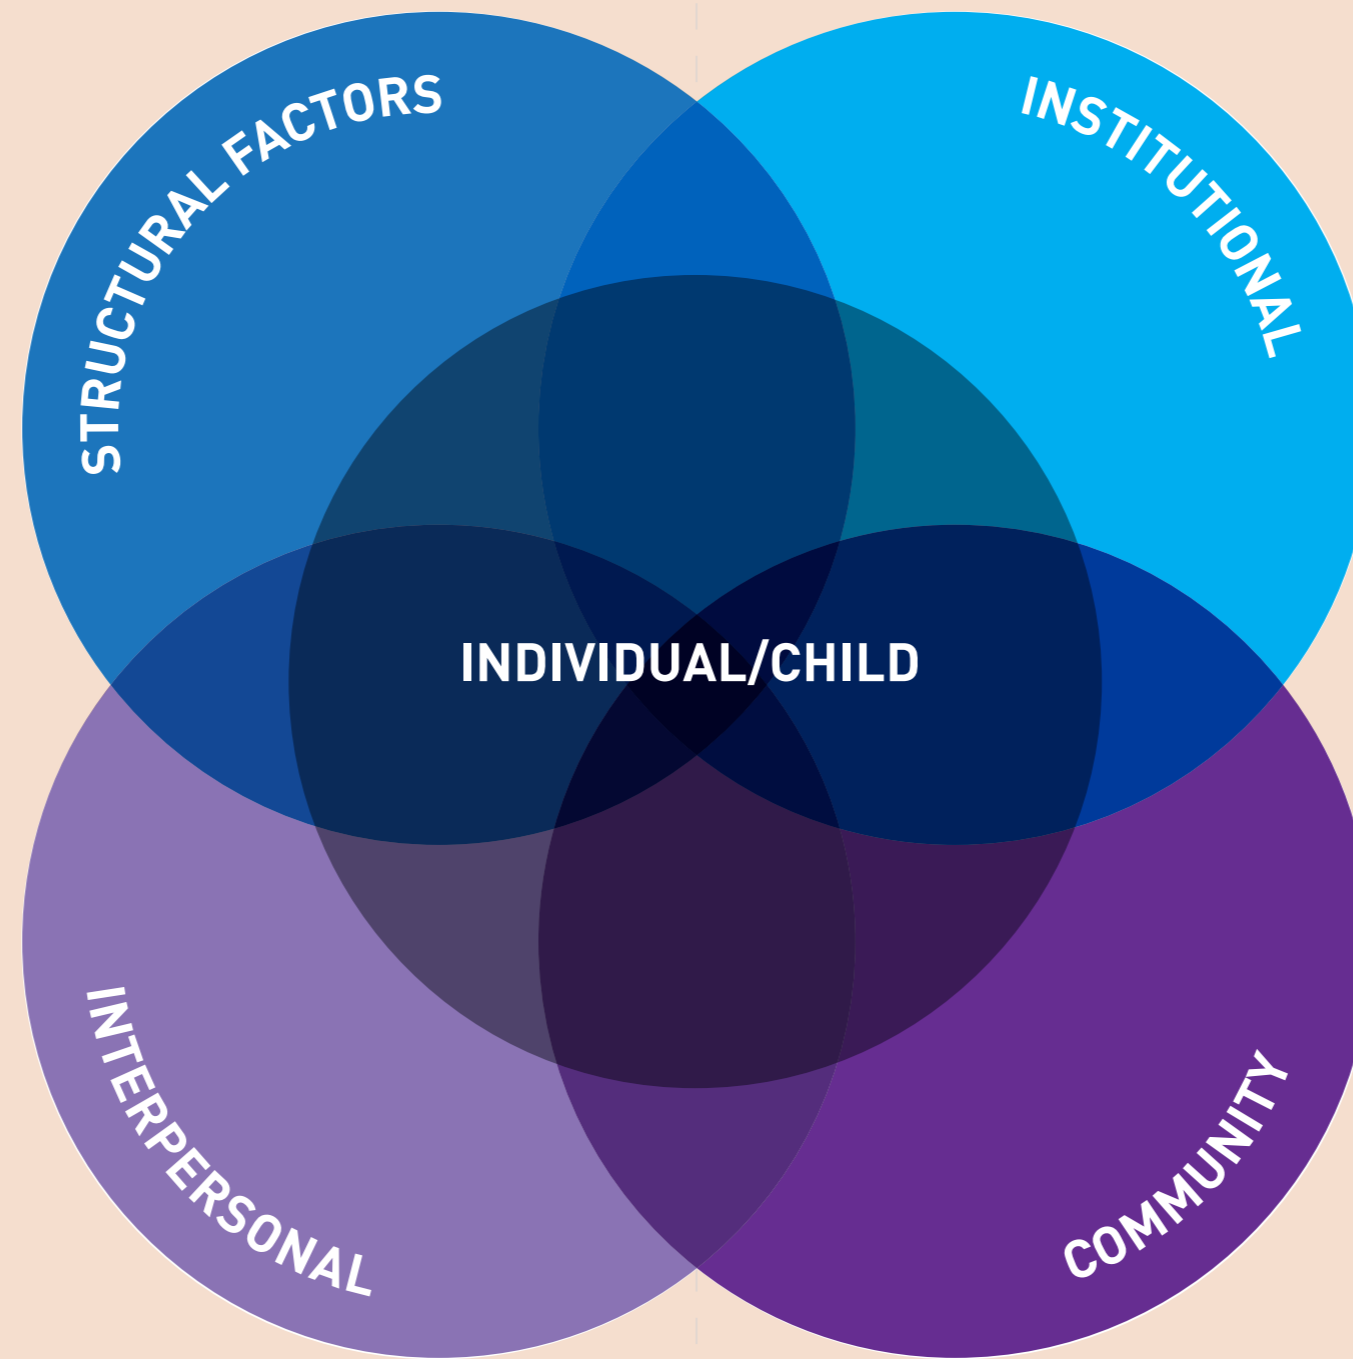 STRUCTURAL FACTORS
INSTITUTIONAL
INDIVIDUAL/CHILD
INTERPERSONAL
COMMUNITY